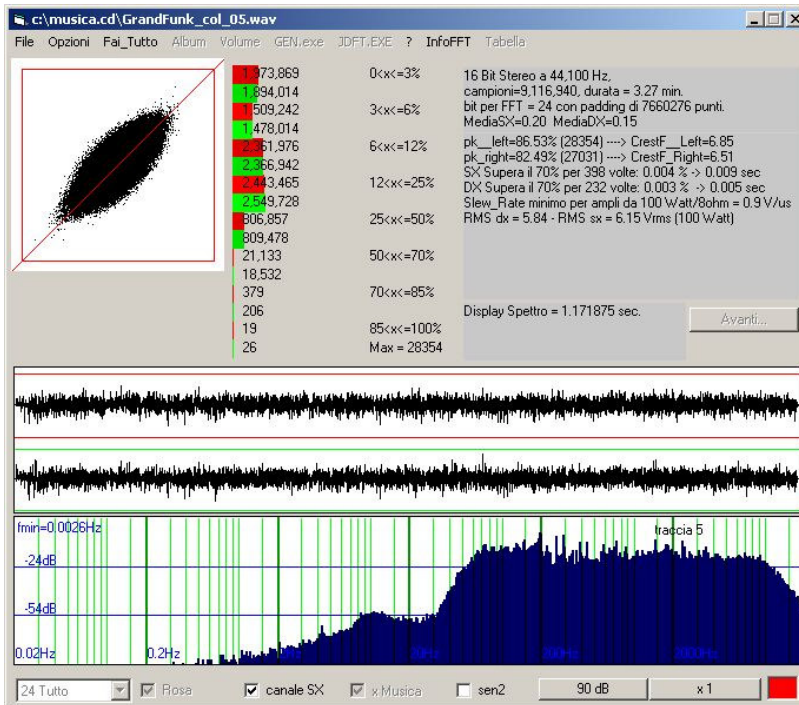 c:\musica.cd\GrandFunk_col_05.wav
File Opzioni Fai_Tutto Album Volume GEN.exe JDFT.EXE ? InfoFFT Tabella
1,973,869 0<x<=3%
1,894,014
1,509,242 3<x<=6%
1,478,014
2,361,976 6<x<=12%
2,366,942
2,443,465 12<x<=25%
2,549,728
806,857 25<x<=50%
809,478
21,133 50<x<=70%
18,532
379 70<x<=85%
206
19 85<x<=100%
26 Max = 28354
16 Bit Stereo a 44,100 Hz,
campioni=9,116,940, durata = 3.27 min.
bit per FFT = 24 con padding di 7660276 punti.
MediaSX=0.20 MediaDX=0.15
pk__left=86.53% (28354) ----> CrestF__Left=6.85
pk_right=82.49% (27031) ----> CrestF_Right=6.51
SX Supera il 70% per 398 volte: 0.004 % -> 0.009 sec
DX Supera il 70% per 232 volte: 0.003 % -> 0.005 sec
Slew_Rate minimo per ampli da 100 Watt/8ohm = 0.9 V/us
RMS dx = 5.84 - RMS sx = 6.15 Vrms (100 Watt)
Display Spettro = 1.171875 sec.
Avanti...
fmin=0.0026Hz
traccia 5
-24dB
-54dB
0.02Hz 0.2Hz 20Hz 200Hz 2000Hz
24 Tutto Rosa canale SX x Musica sen2 90 dB x 1